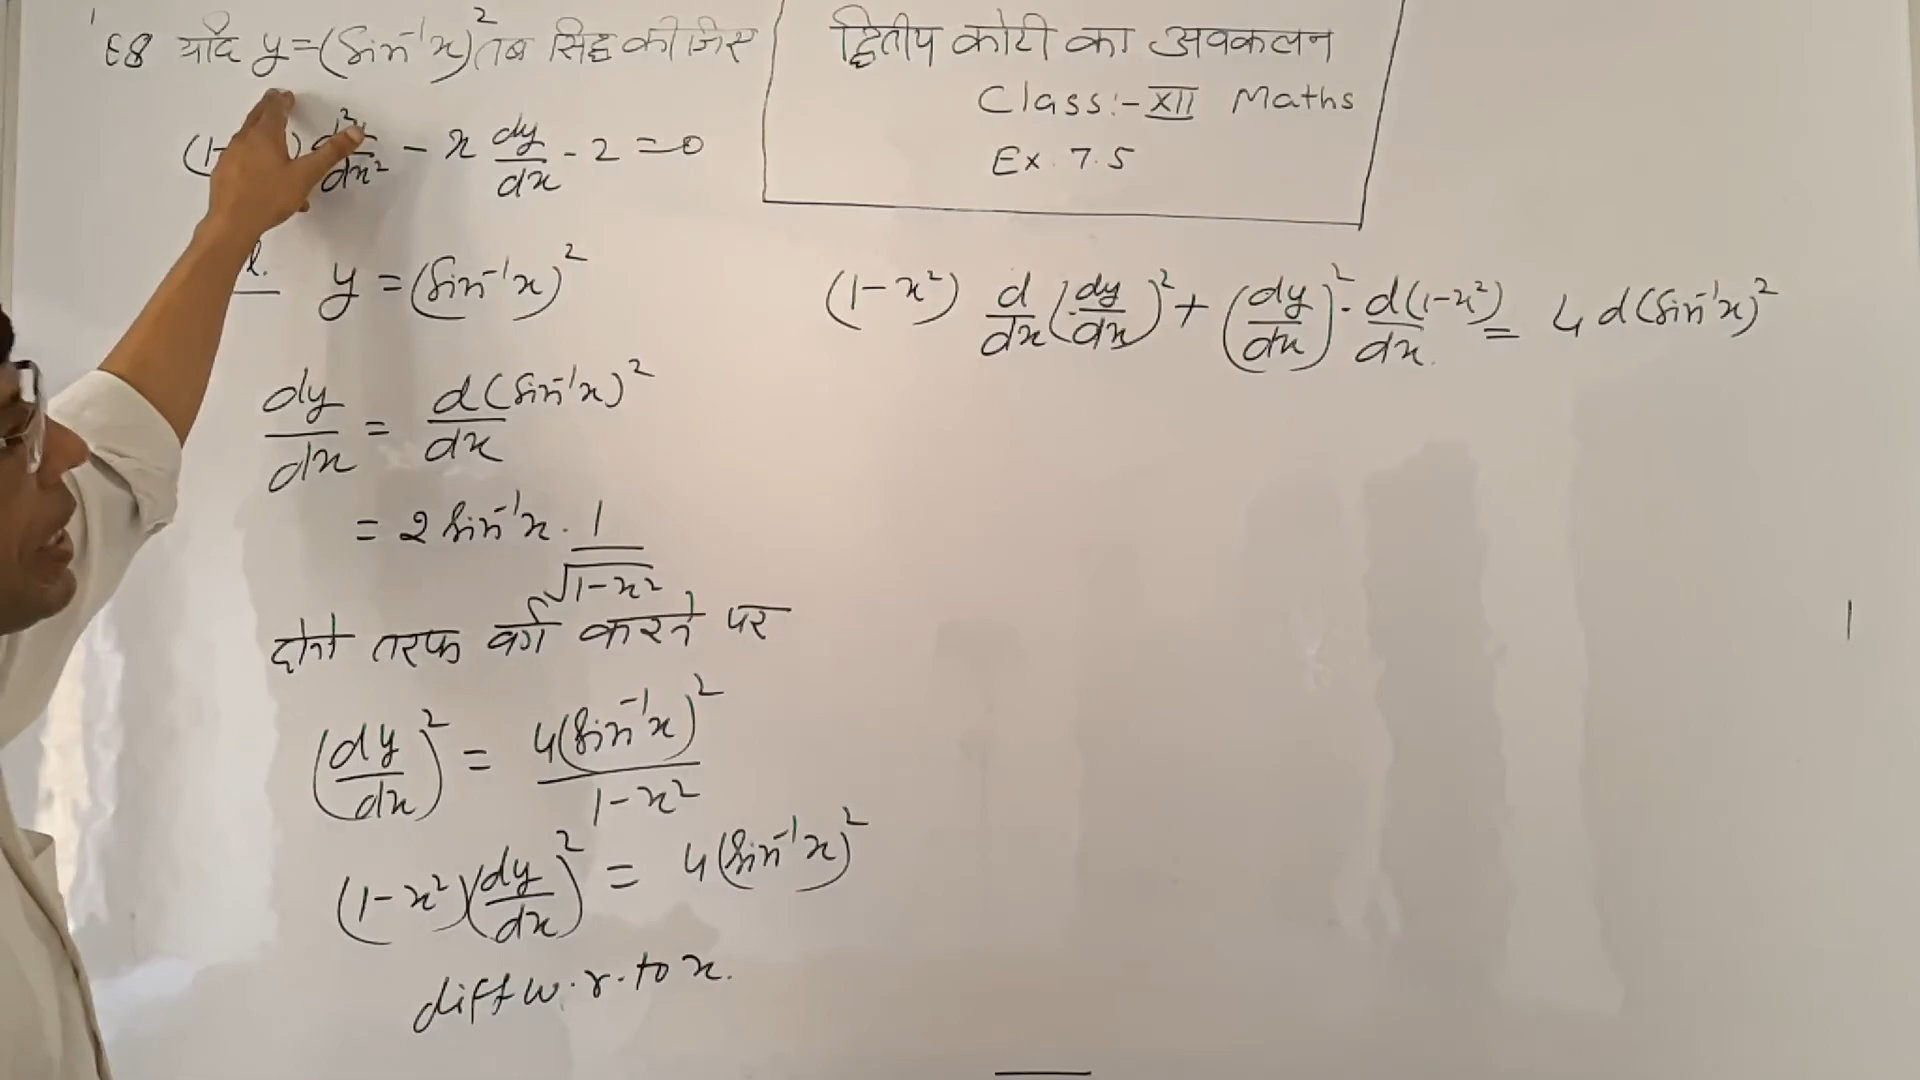 E8 यदि y=(Sin⁻¹x)² तब सिद्ध कीजिए
(1- ) d²y/dx² - x dy/dx - 2 = 0
द्वितीय कोटी का अवकलन
Class:- XII Maths
Ex. 7.5
l. y = (Sin⁻¹x)²
dy/dx = d(Sin⁻¹x)²/dx
= 2 Sin⁻¹x · 1/√1-x²
दोनो तरफ वर्ग करने पर
(dy/dx)² = 4(Sin⁻¹x)²/1-x²
(1-x²)(dy/dx)² = 4(Sin⁻¹x)²
diff w.r.to x.
(1-x²) d/dx (dy/dx)² + (dy/dx)² · d(1-x²)/dx = 4 d(Sin⁻¹x)²